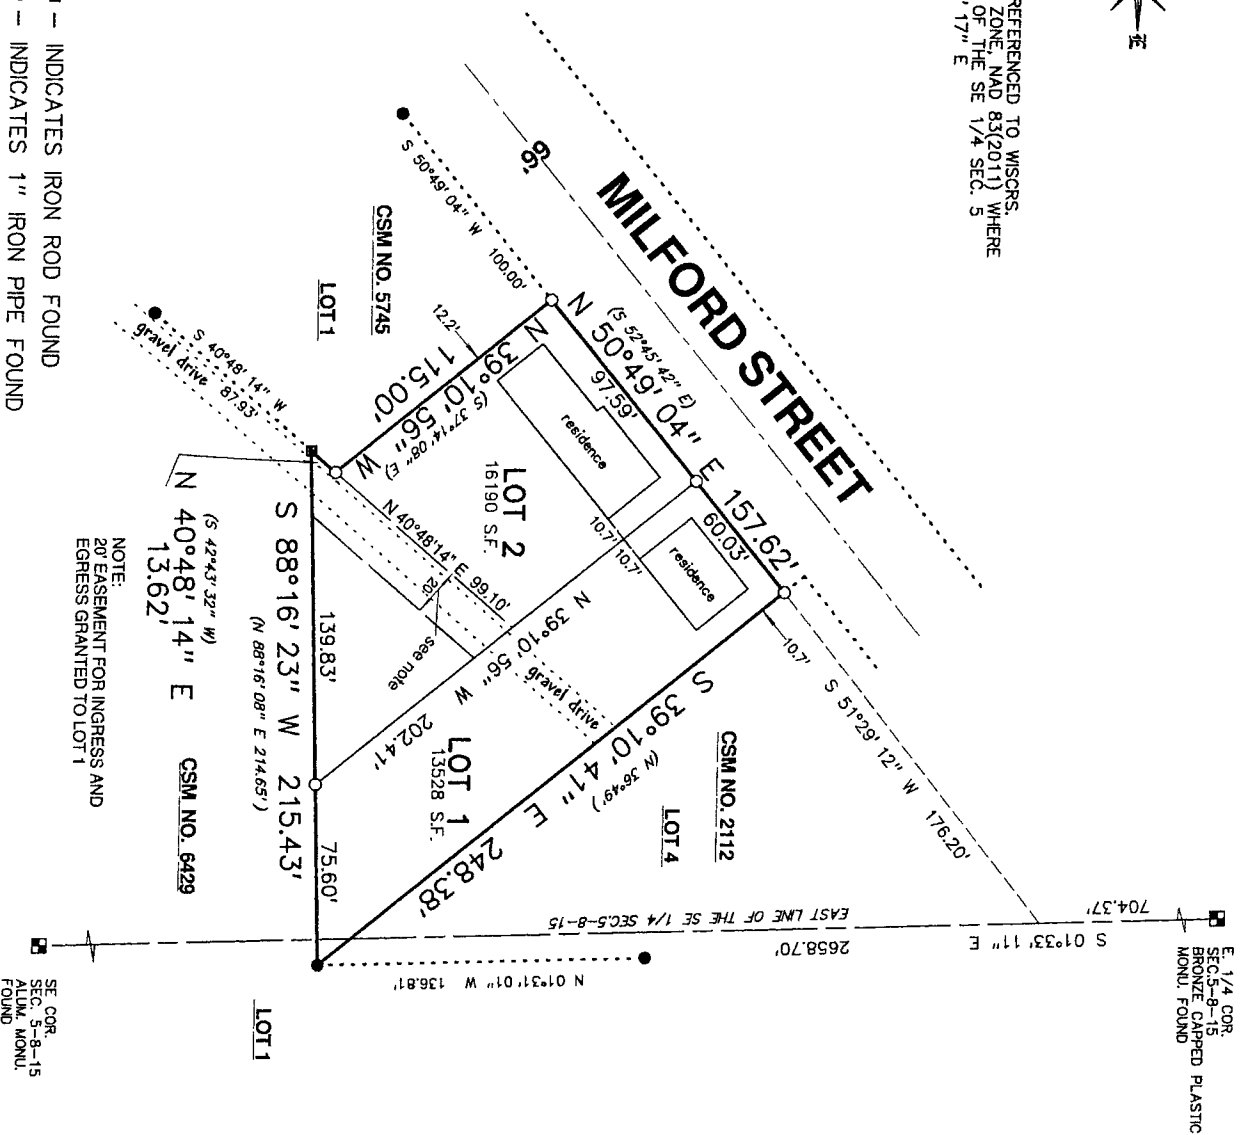 REFERENCED TO WISCRS.
ZONE, NAD 83(2011) WHERE
OF THE SE 1/4 SEC. 5
' 17" E
MILFORD STREET
66'
S 50°49' 04" W 100.00'
N 50°49' 04" E 157.62'
(S 52°45' 42" E)
97.59'
60.03'
CSM NO. 5745
LOT 1
12.2'
N 39°10' 56" W
115.00'
(S 37°14' 08" E)
residence
residence
LOT 2
16190 S.F.
10.7' 10.7'
10.7'
S 40°48' 14" W
87.93'
gravel drive
N 40°48'14" E 99.10'
20'
see note
gravel drive
N 39°10' 56" W 202.41'
LOT 1
13528 S.F.
S 39°10' 41" E 248.38'
(N 36°49')
CSM NO. 2112
LOT 4
S 51°29' 12" W 176.20'
139.83'
75.60'
S 88°16' 23" W 215.43'
(N 88°16' 08" E 214.65')
(S 42°43' 32" W)
N 40°48' 14" E
13.62'
CSM NO. 6429
NOTE:
20' EASEMENT FOR INGRESS AND
EGRESS GRANTED TO LOT 1
EAST LINE OF THE SE 1/4 SEC.5-8-15
2658.70'
S 01°33' 11" E
704.37'
N 01°31'01" W 136.81'
LOT 1
E. 1/4 COR.
SEC.5-8-15
BRONZE CAPPED PLASTIC
MONU. FOUND
SE COR.
SEC. 5-8-15
ALUM. MONU.
FOUND
– INDICATES IRON ROD FOUND
– INDICATES 1" IRON PIPE FOUND